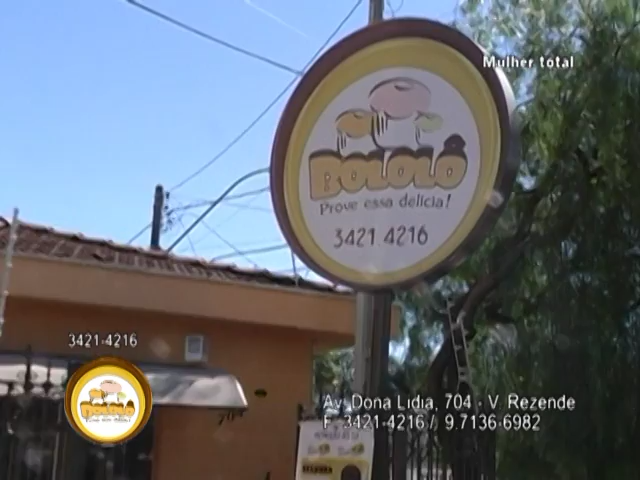 Mulher total
BOLOLÔ
Prove essa delícia!
3421 4216
3421-4216
BOLOLÔ
Av. Dona Lídia, 704 - V. Rezende
F. 3421-4216 / 9.7136-6982